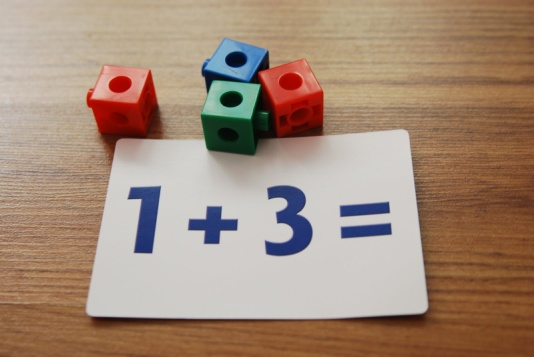 1 + 3 =